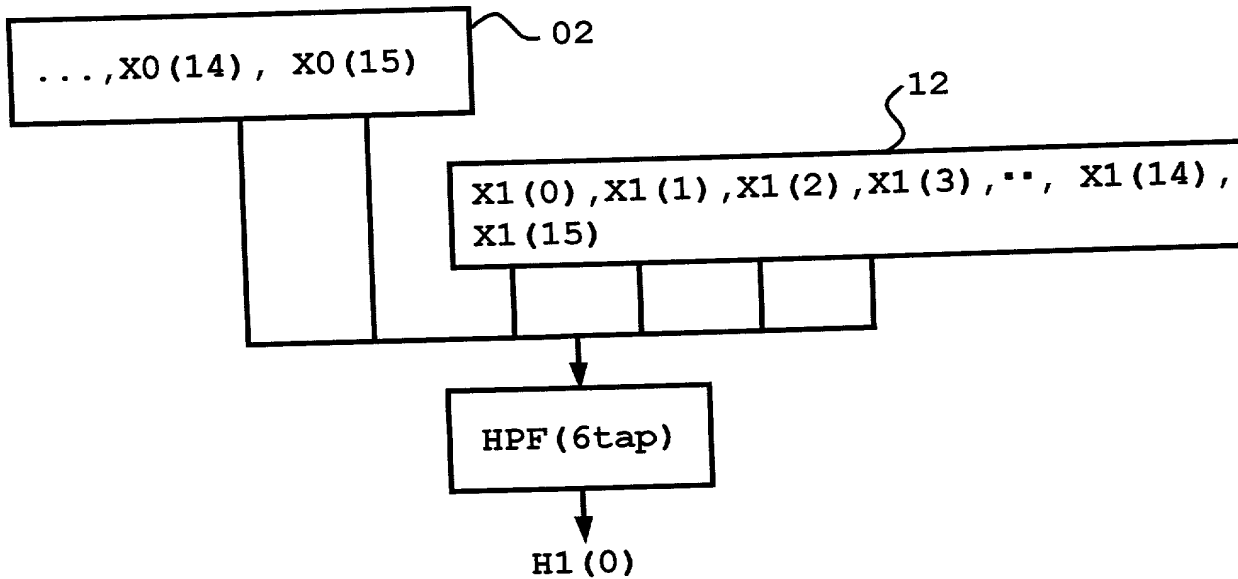 02
...,X0(14), X0(15)
12
X1(0),X1(1),X1(2),X1(3),··, X1(14),
X1(15)
HPF(6tap)
H1(0)